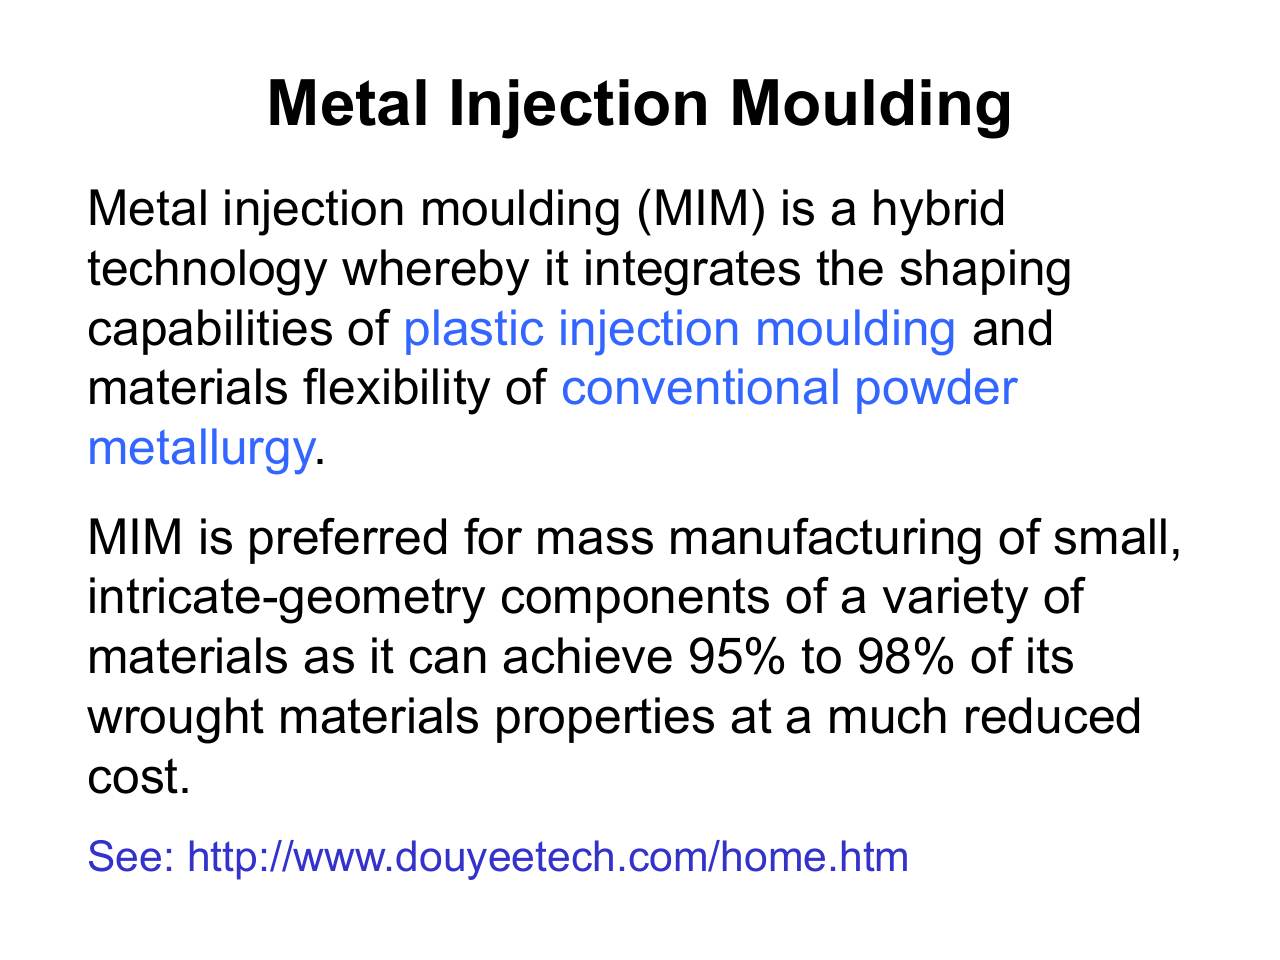 Metal Injection Moulding
Metal injection moulding (MIM) is a hybrid
technology whereby it integrates the shaping
capabilities of plastic injection moulding and
materials flexibility of conventional powder
metallurgy.
MIM is preferred for mass manufacturing of small,
intricate-geometry components of a variety of
materials as it can achieve 95% to 98% of its
wrought materials properties at a much reduced
cost.
See: http://www.douyeetech.com/home.htm